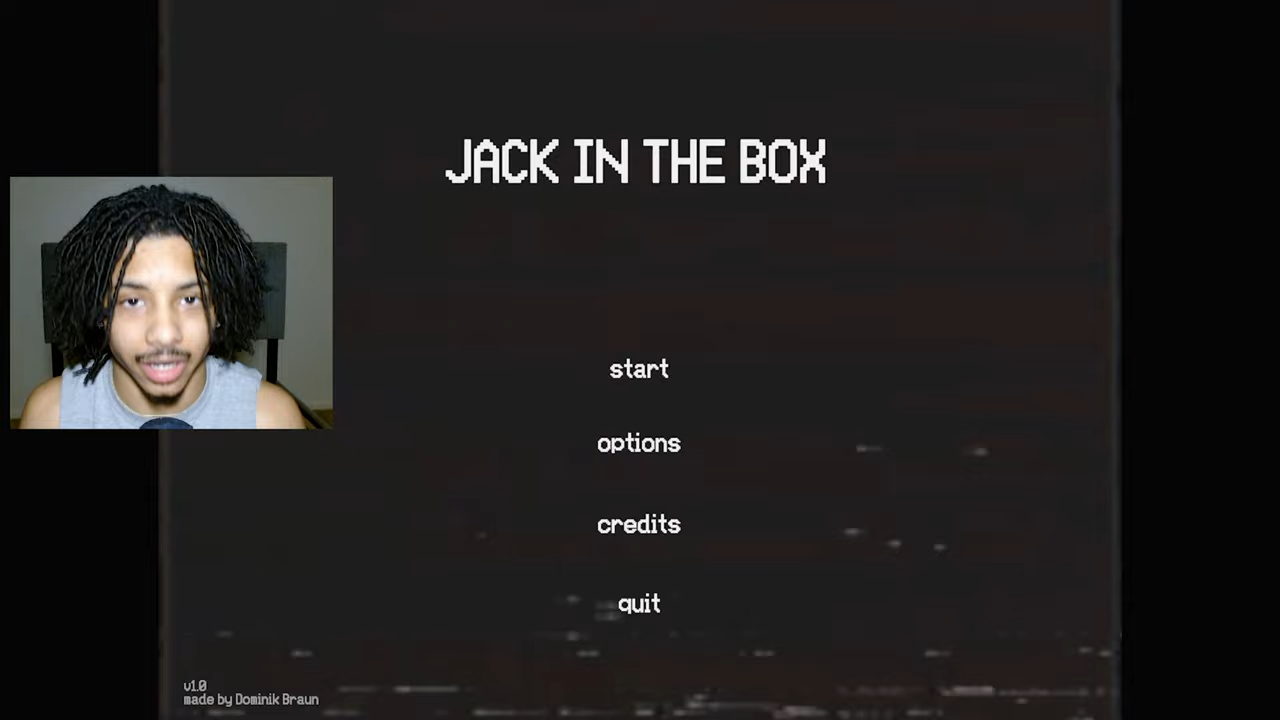 JACK IN THE BOX
start
options
credits
quit
v1.0
made by Dominik Braun